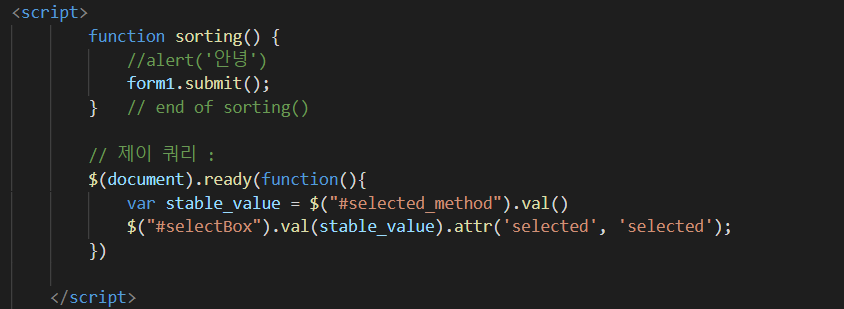 <script>
function sorting() {
//alert('안녕')
form1.submit();
}   // end of sorting()
// 제이 쿼리 :
$(document).ready(function(){
var stable_value = $("#selected_method").val()
$("#selectBox").val(stable_value).attr('selected', 'selected');
})
</script>